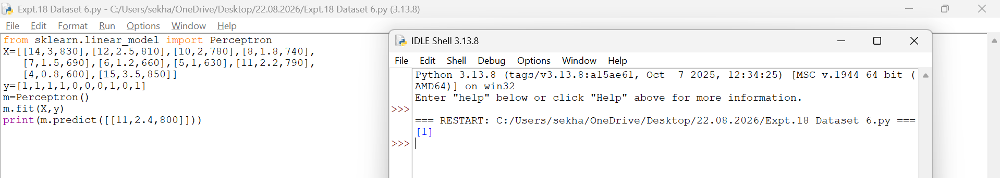 Expt.18 Dataset 6.py - C:/Users/sekha/OneDrive/Desktop/22.08.2026/Expt.18 Dataset 6.py (3.13.8)
File Edit Format Run Options Window Help
from sklearn.linear_model import Perceptron
X=[[14,3,830],[12,2.5,810],[10,2,780],[8,1.8,740],
[7,1.5,690],[6,1.2,660],[5,1,630],[11,2.2,790],
[4,0.8,600],[15,3.5,850]]
y=[1,1,1,1,0,0,0,1,0,1]
m=Perceptron()
m.fit(X,y)
print(m.predict([[11,2.4,800]]))
IDLE Shell 3.13.8
File Edit Shell Debug Options Window Help
Python 3.13.8 (tags/v3.13.8:a15ae61, Oct  7 2025, 12:34:25) [MSC v.1944 64 bit (
AMD64)] on win32
Enter "help" below or click "Help" above for more information.
>>>
=== RESTART: C:/Users/sekha/OneDrive/Desktop/22.08.2026/Expt.18 Dataset 6.py ===
[1]
>>>